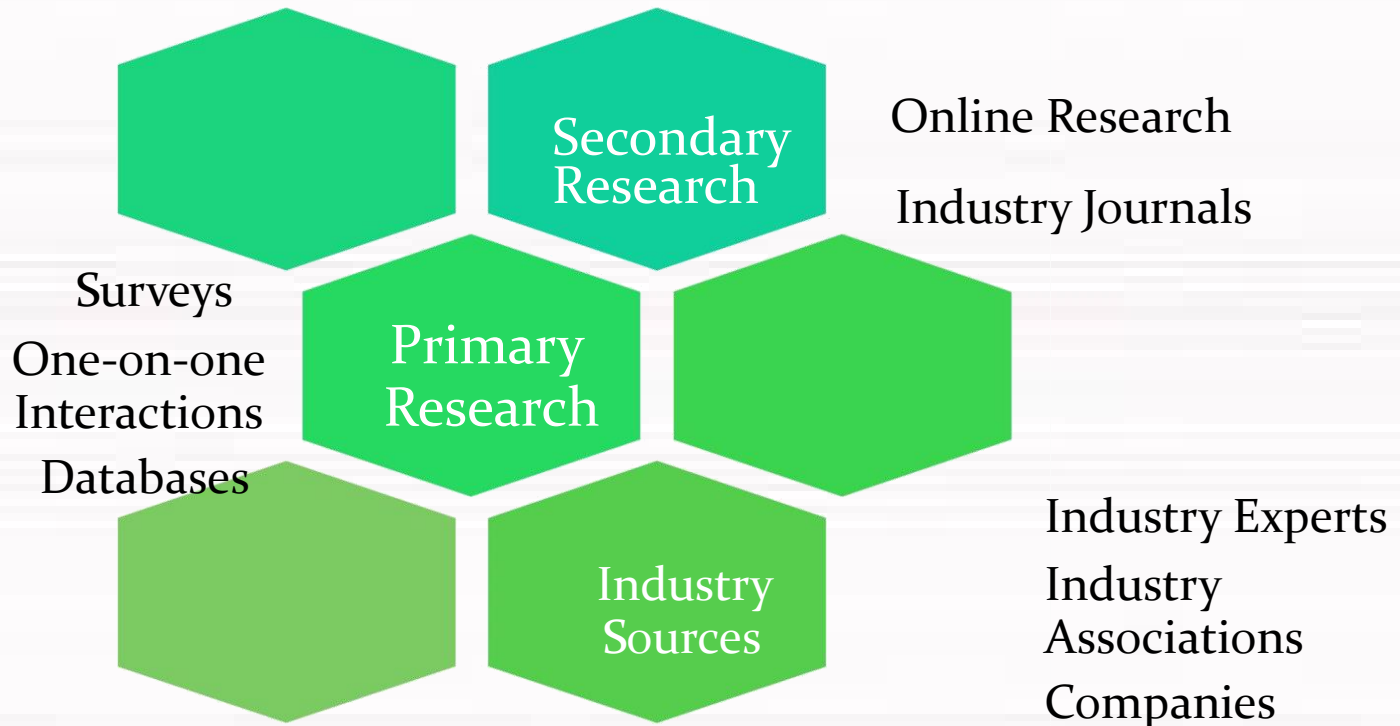 Secondary
Research
Online Research
Industry Journals
Surveys
One-on-one
Interactions
Databases
Primary
Research
Industry
Sources
Industry Experts
Industry
Associations
Companies